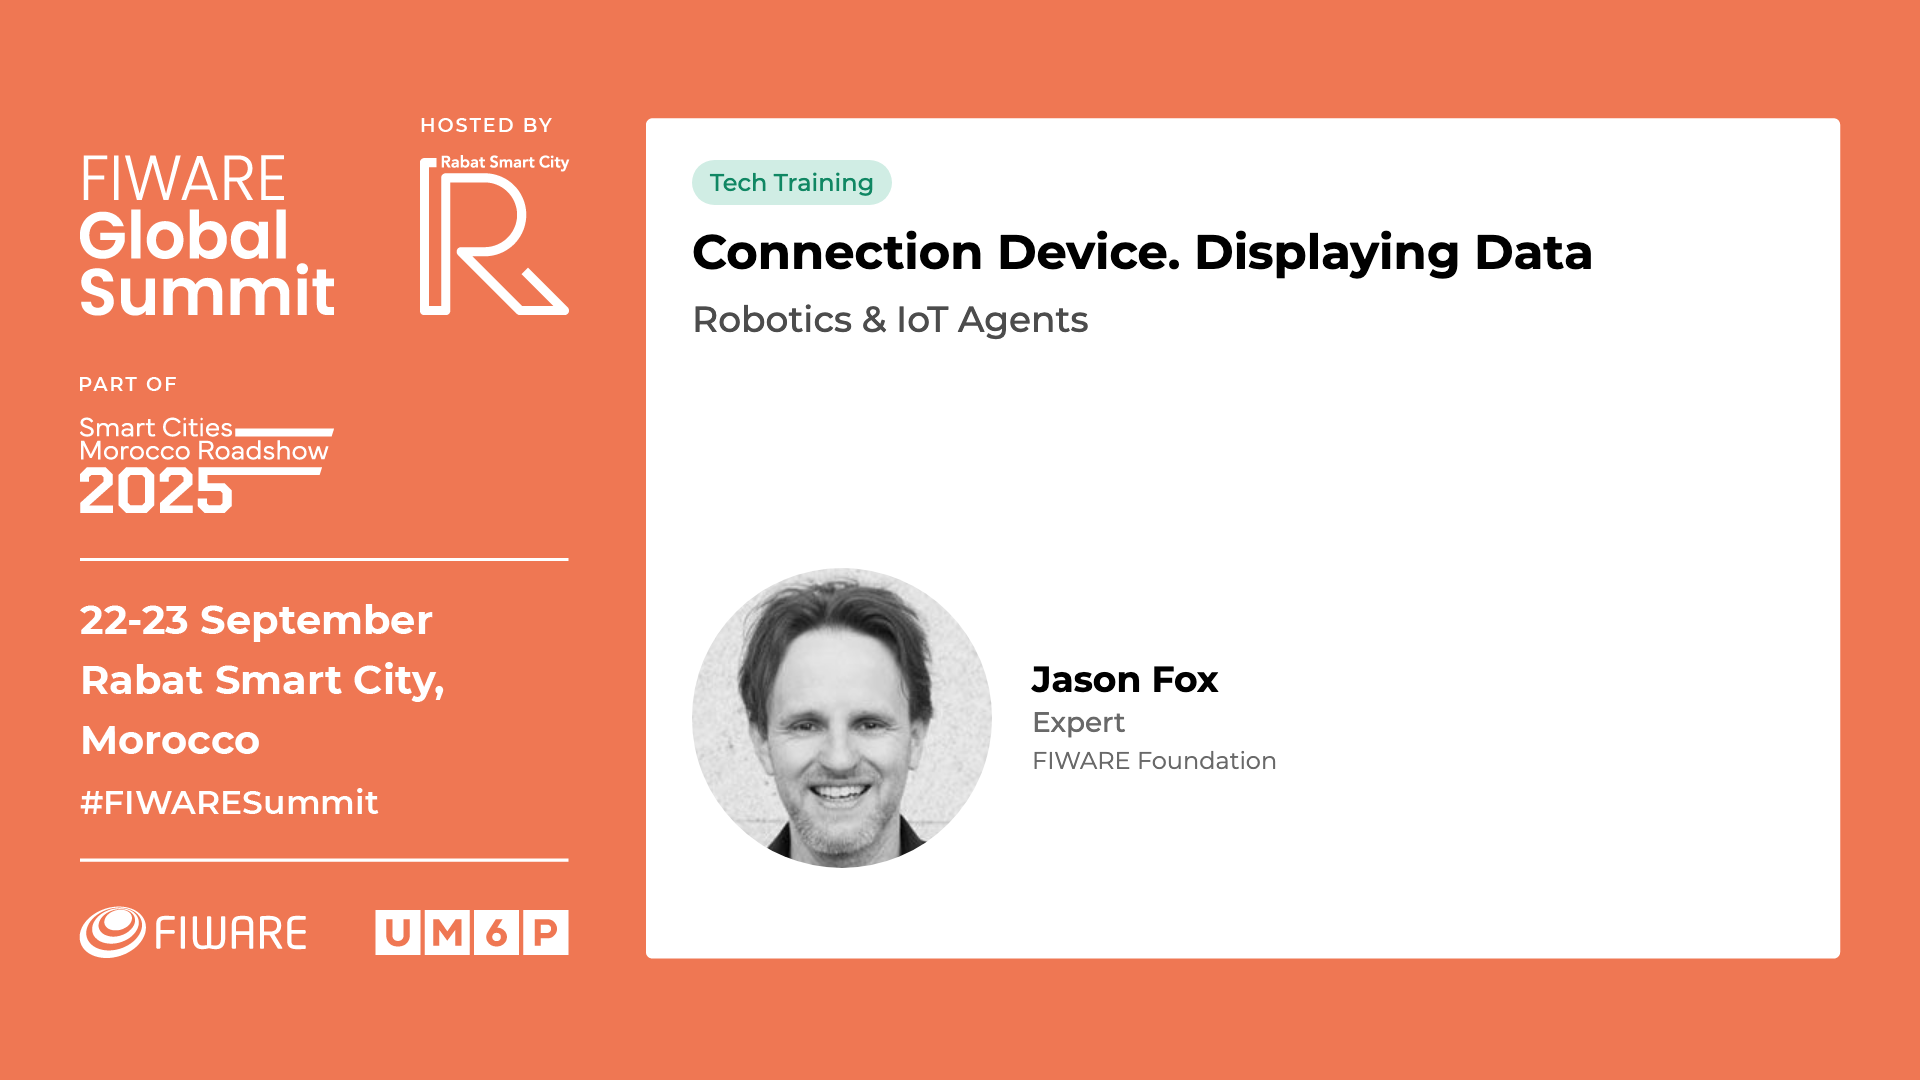 HOSTED BY
FIWARE
Global
Summit
Rabat Smart City
R
PART OF
Smart Cities
Morocco Roadshow
2025
22-23 September
Rabat Smart City,
Morocco
#FIWARESummit
FIWARE
UM6P
Tech Training
Connection Device. Displaying Data
Robotics & IoT Agents
Jason Fox
Expert
FIWARE Foundation